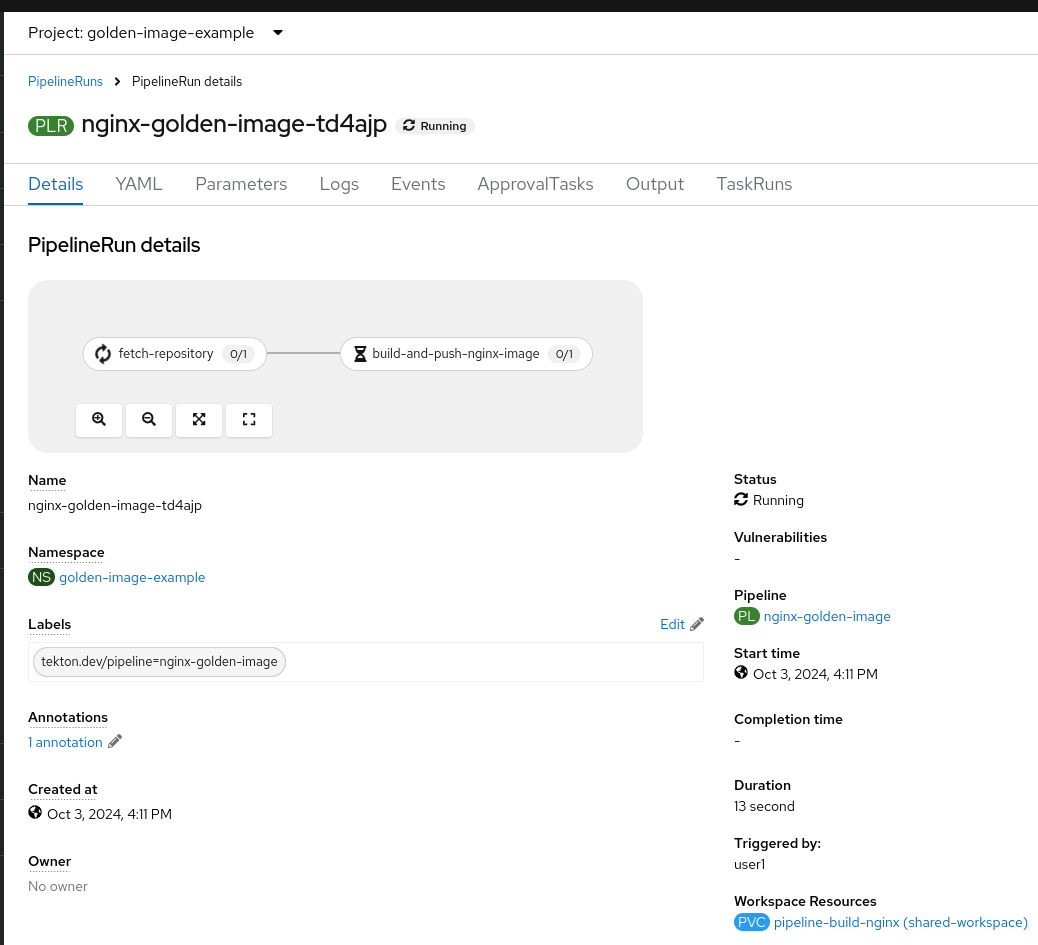 Project: golden-image-example
PipelineRuns
PipelineRun details
PLR nginx-golden-image-td4ajp Running
Details YAML Parameters Logs Events ApprovalTasks Output TaskRuns
PipelineRun details
fetch-repository 0/1 build-and-push-nginx-image 0/1
Name
nginx-golden-image-td4ajp
Namespace
NS golden-image-example
Labels Edit
tekton.dev/pipeline=nginx-golden-image
Annotations
1 annotation
Created at
Oct 3, 2024, 4:11 PM
Owner
No owner
Status
Running
Vulnerabilities
-
Pipeline
PL nginx-golden-image
Start time
Oct 3, 2024, 4:11 PM
Completion time
-
Duration
13 second
Triggered by:
user1
Workspace Resources
PVC pipeline-build-nginx (shared-workspace)